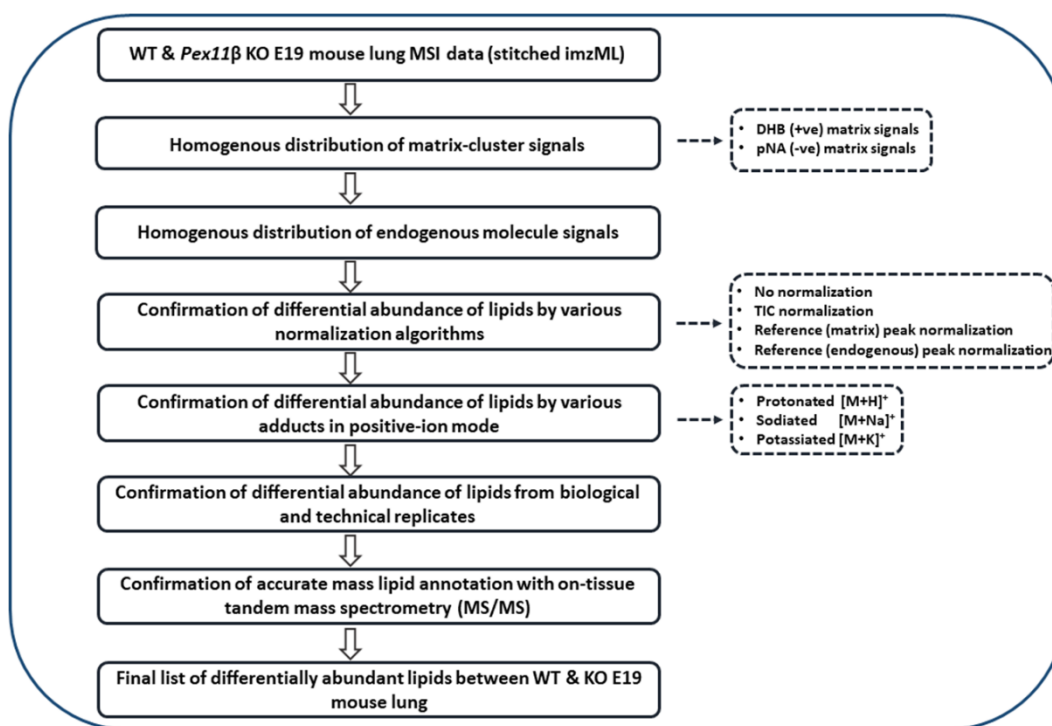 WT & Pex11β KO E19 mouse lung MSI data (stitched imzML)
Homogenous distribution of matrix-cluster signals
• DHB (+ve) matrix signals
• pNA (-ve) matrix signals
Homogenous distribution of endogenous molecule signals
Confirmation of differential abundance of lipids by various
normalization algorithms
• No normalization
• TIC normalization
• Reference (matrix) peak normalization
• Reference (endogenous) peak normalization
Confirmation of differential abundance of lipids by various
adducts in positive-ion mode
• Protonated [M+H]⁺
• Sodiated [M+Na]⁺
• Potassiated [M+K]⁺
Confirmation of differential abundance of lipids from biological
and technical replicates
Confirmation of accurate mass lipid annotation with on-tissue
tandem mass spectrometry (MS/MS)
Final list of differentially abundant lipids between WT & KO E19
mouse lung